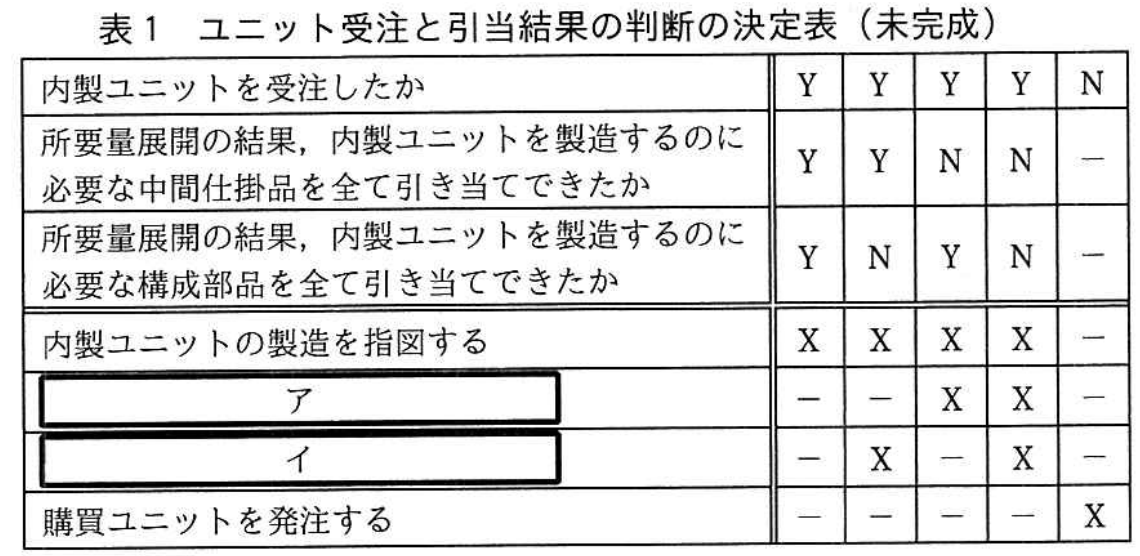 表1 ユニット受注と引当結果の判断の決定表（未完成）
内製ユニットを受注したか Y Y Y Y N
所要量展開の結果，内製ユニットを製造するのに
必要な中間仕掛品を全て引き当てできたか Y Y N N －
所要量展開の結果，内製ユニットを製造するのに
必要な構成部品を全て引き当てできたか Y N Y N －
内製ユニットの製造を指図する X X X X －
ア － － X X －
イ － X － X －
購買ユニットを発注する － － － － X